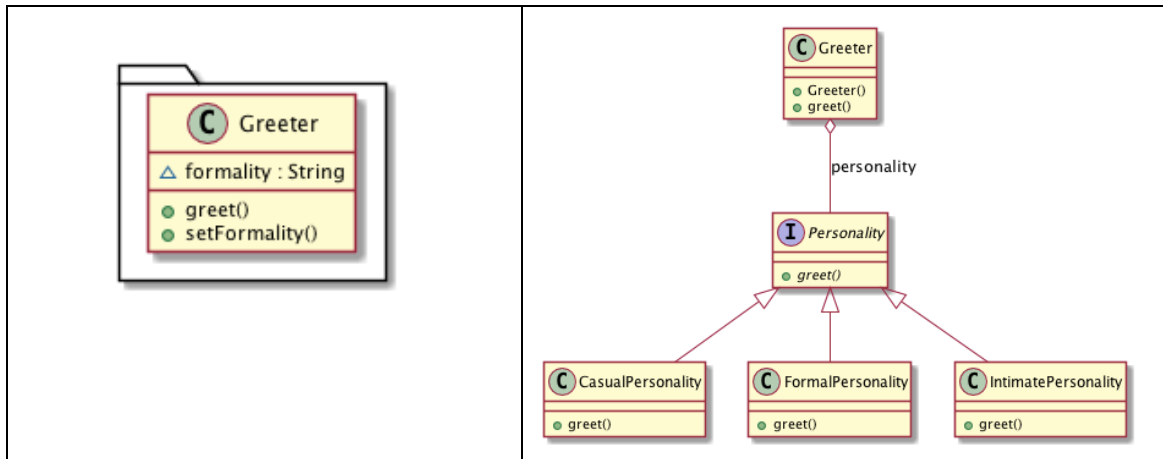 C Greeter
formality : String
greet()
setFormality()
C Greeter
Greeter()
greet()
personality
I Personality
greet()
C CasualPersonality
greet()
C FormalPersonality
greet()
C IntimatePersonality
greet()